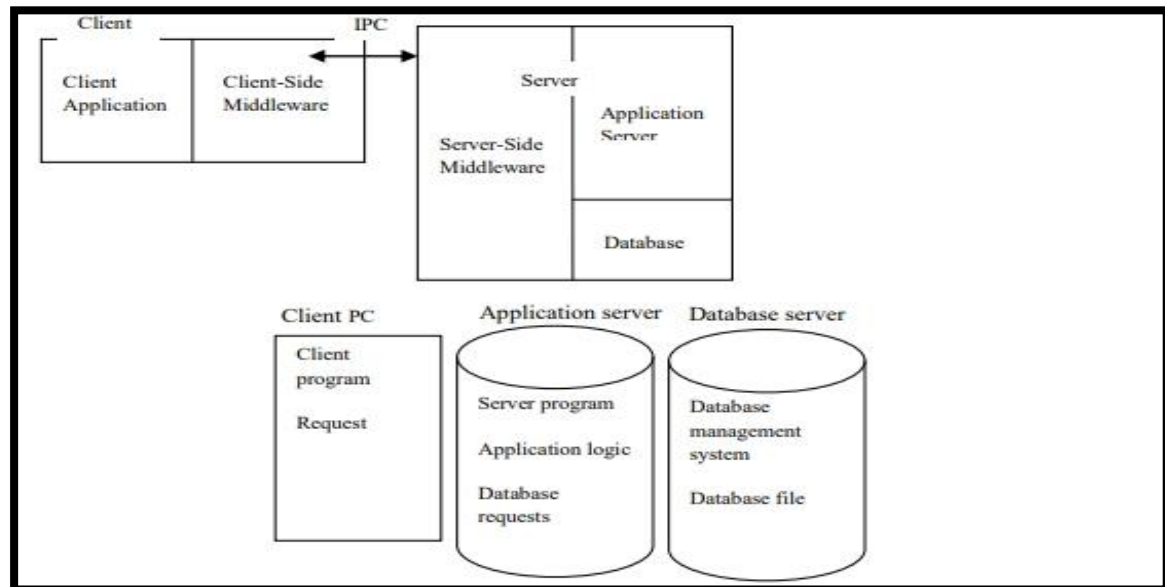 Client
IPC
Client
Application
Client-Side
Middleware
Server
Server-Side
Middleware
Application
Server
Database
Client PC
Client
program
Request
Application server
Server program
Application logic
Database
requests
Database server
Database
management
system
Database file